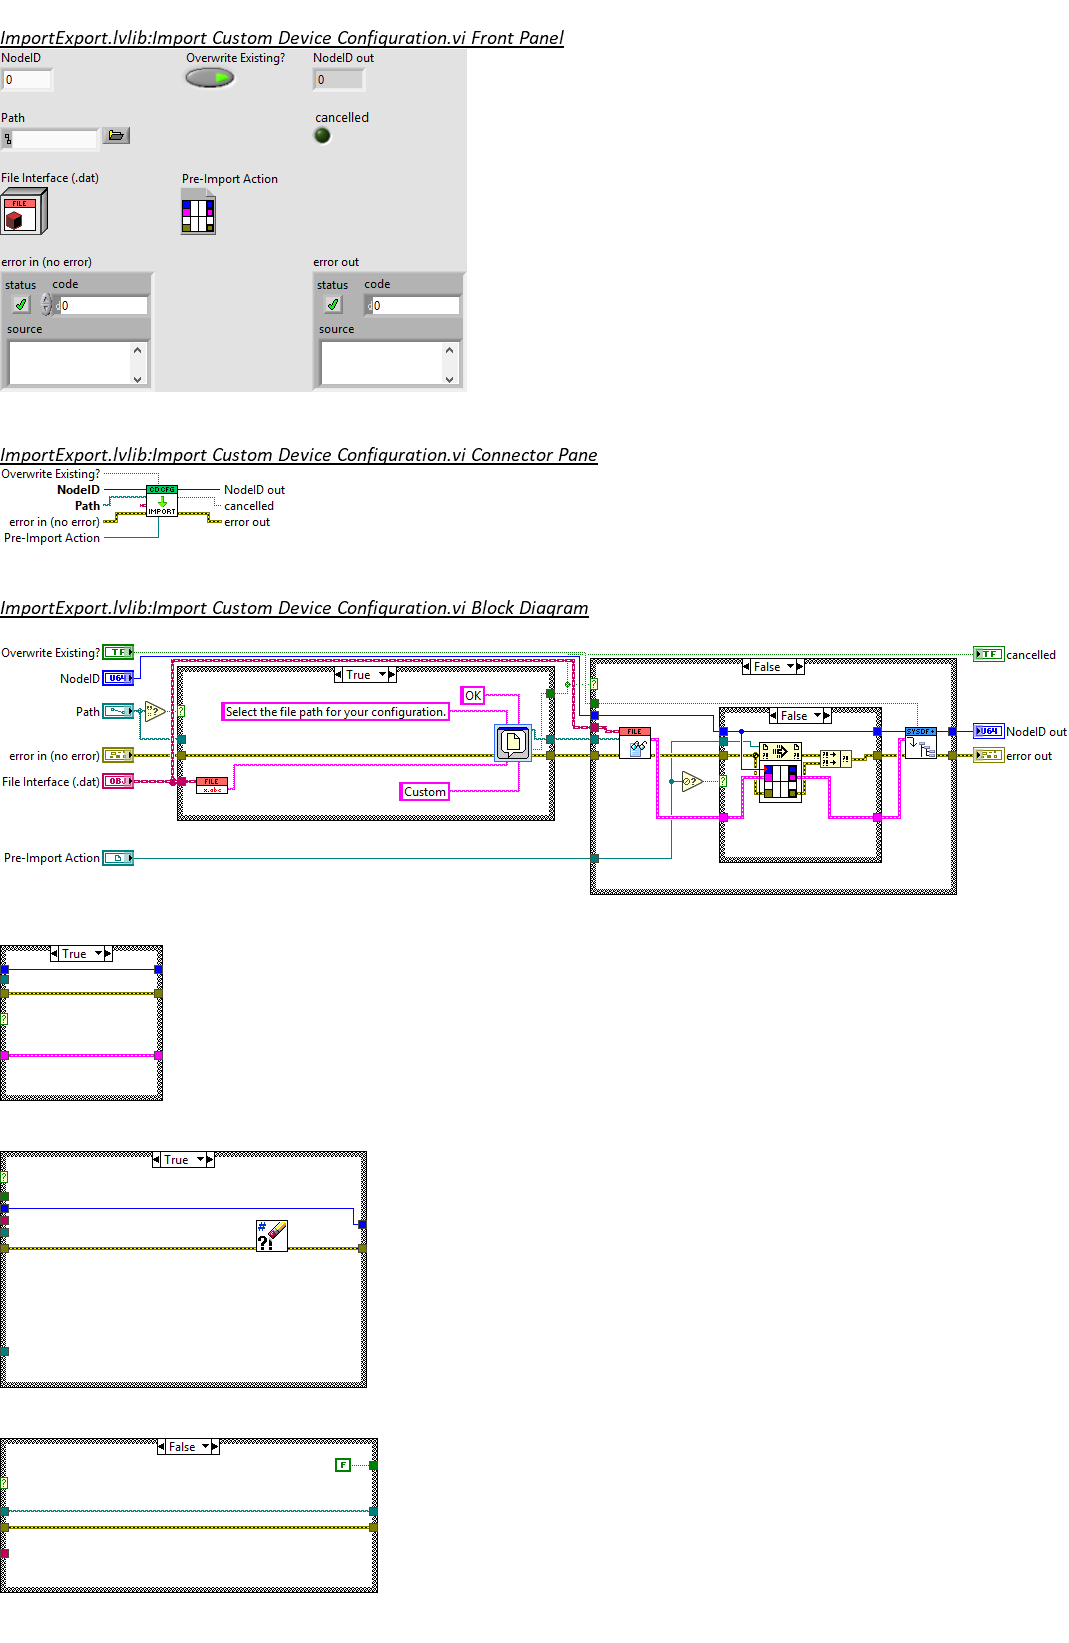 ImportExport.lvlib:Import Custom Device Configuration.vi Front Panel
NodeID
Overwrite Existing?
NodeID out
0
0
Path
cancelled
File Interface (.dat)
Pre-Import Action
FILE
error in (no error)
error out
status
code
status
code
0
0
source
source
ImportExport.lvlib:Import Custom Device Configuration.vi Connector Pane
Overwrite Existing?
NodeID
CD CFG
NodeID out
Path
cancelled
IMPORT
error in (no error)
error out
Pre-Import Action
ImportExport.lvlib:Import Custom Device Configuration.vi Block Diagram
Overwrite Existing?
TF
TF
cancelled
False
NodeID
U64
True
OK
Path
Select the file path for your configuration.
False
FILE
SYSDF
U64
NodeID out
error in (no error)
error out
File Interface (.dat)
OBJ
FILE
x.abc
Custom
Pre-Import Action
True
True
#
?!
False
F